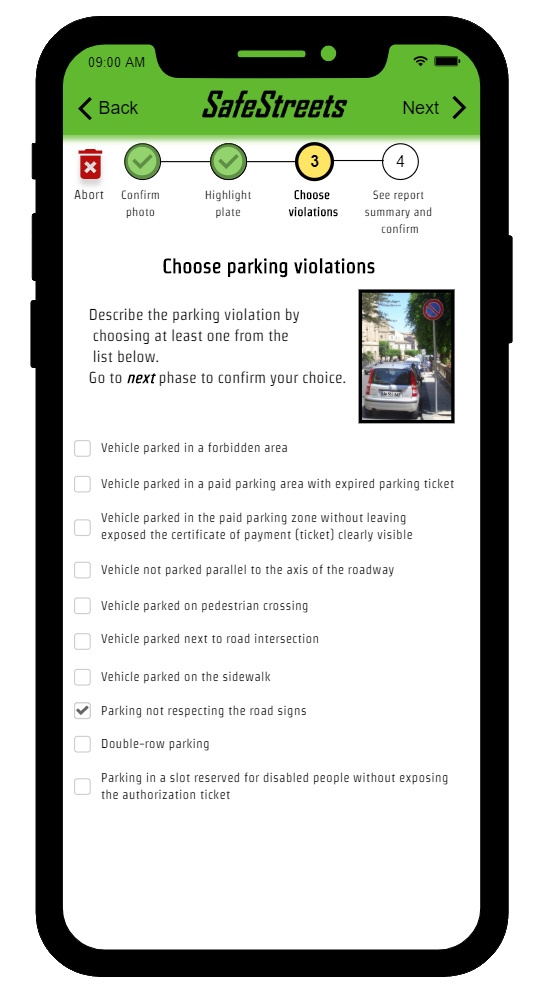 09:00 AM
Back
SafeStreets
Next
3
4
Abort
Confirm
photo
Highlight
plate
Choose
violations
See report
summary and
confirm
Choose parking violations
Describe the parking violation by
choosing at least one from the
list below.
Go to next phase to confirm your choice.
Vehicle parked in a forbidden area
Vehicle parked in a paid parking area with expired parking ticket
Vehicle parked in the paid parking zone without leaving
exposed the certificate of payment (ticket) clearly visible
Vehicle not parked parallel to the axis of the roadway
Vehicle parked on pedestrian crossing
Vehicle parked next to road intersection
Vehicle parked on the sidewalk
Parking not respecting the road signs
Double-row parking
Parking in a slot reserved for disabled people without exposing
the authorization ticket